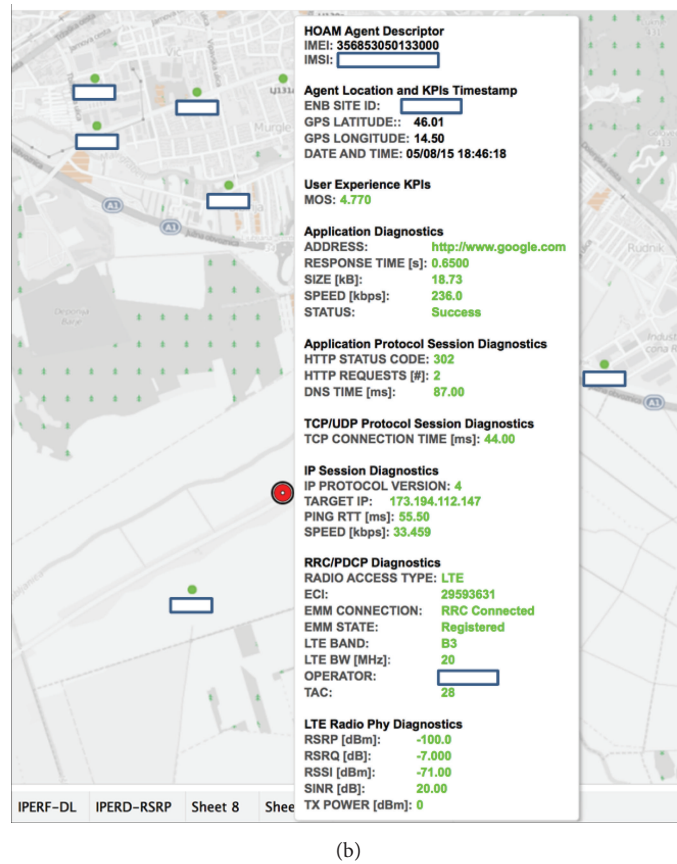 HOAM Agent Descriptor
IMEI: 356853050133000
IMSI:
Agent Location and KPIs Timestamp
ENB SITE ID:
GPS LATITUDE:: 46.01
GPS LONGITUDE: 14.50
DATE AND TIME: 05/08/15 18:46:18
User Experience KPIs
MOS: 4.770
Application Diagnostics
ADDRESS: http://www.google.com
RESPONSE TIME [s]: 0.6500
SIZE [kB]: 18.73
SPEED [kbps]: 236.0
STATUS: Success
Application Protocol Session Diagnostics
HTTP STATUS CODE: 302
HTTP REQUESTS [#]: 2
DNS TIME [ms]: 87.00
TCP/UDP Protocol Session Diagnostics
TCP CONNECTION TIME [ms]: 44.00
IP Session Diagnostics
IP PROTOCOL VERSION: 4
TARGET IP: 173.194.112.147
PING RTT [ms]: 55.50
SPEED [kbps]: 33.459
RRC/PDCP Diagnostics
RADIO ACCESS TYPE: LTE
ECI: 29593631
EMM CONNECTION: RRC Connected
EMM STATE: Registered
LTE BAND: B3
LTE BW [MHz]: 20
OPERATOR:
TAC: 28
LTE Radio Phy Diagnostics
RSRP [dBm]: -100.0
RSRQ [dB]: -7.000
RSSI [dBm]: -71.00
SINR [dB]: 20.00
TX POWER [dBm]: 0
Vič
Murgle
A1
A1
Deponija
Barje
Rudnik
A1
IPERF-DL IPERD-RSRP Sheet 8 Shee
(b)